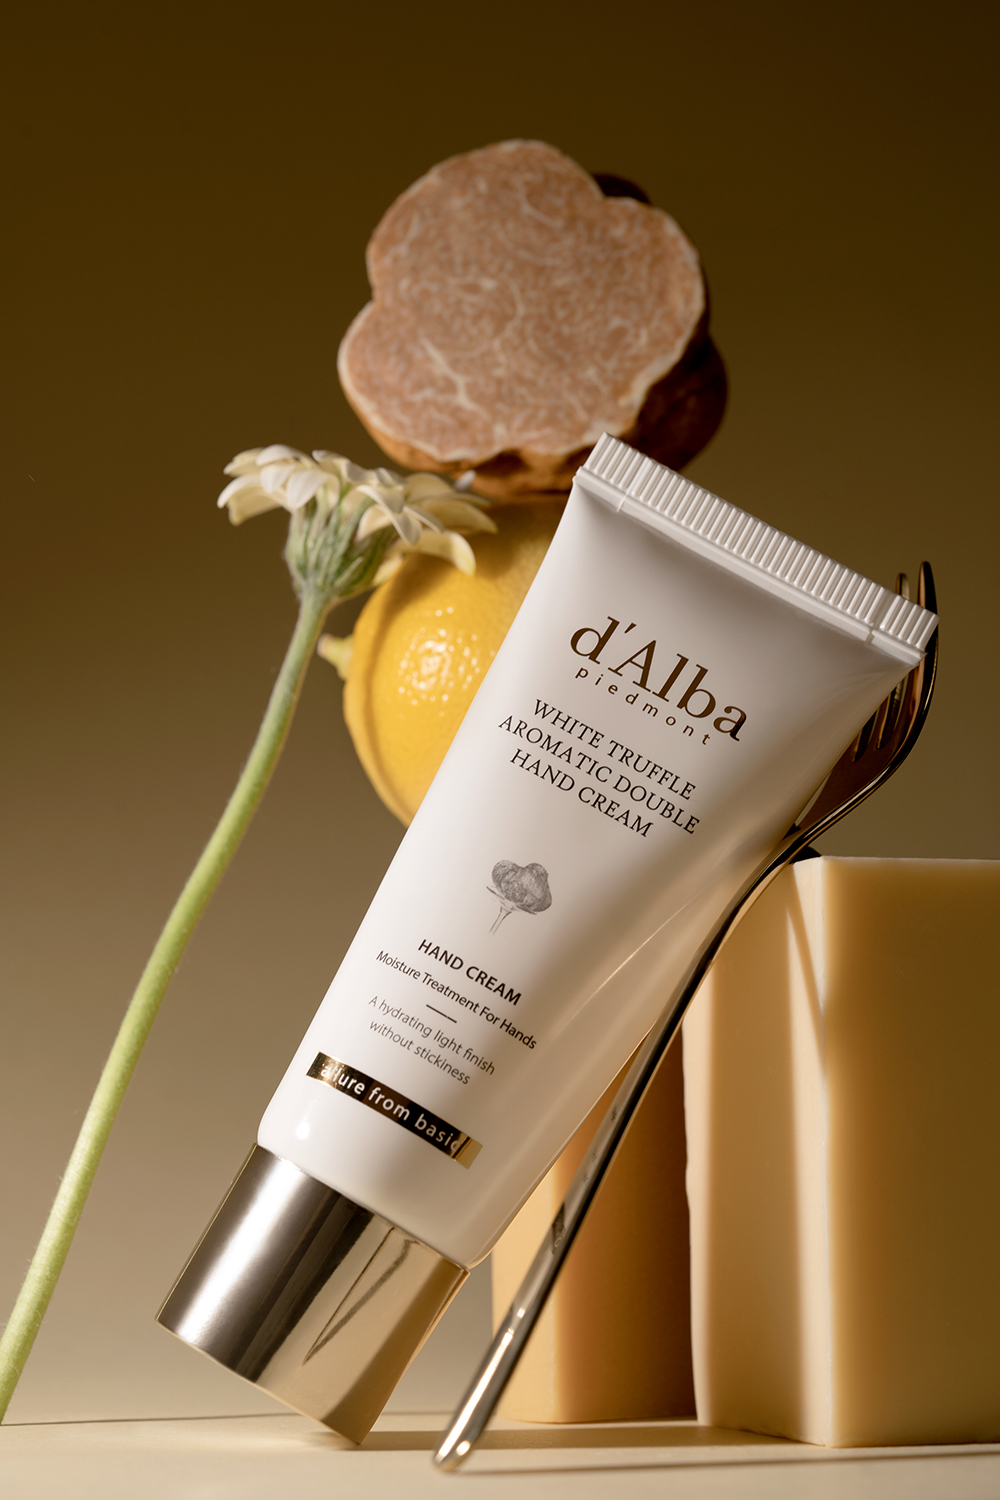 d'Alba
piedmont
WHITE TRUFFLE
AROMATIC DOUBLE
HAND CREAM
HAND CREAM
Moisture Treatment For Hands
A hydrating light finish
without stickiness
allure from basic